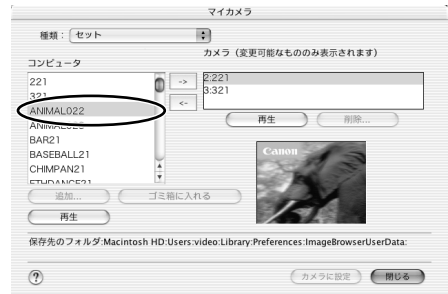 マイカメラ
種類：
セット
コンピュータ
221
321
ANIMAL022
BAR21
BASEBALL21
CHIMPAN21
ETHDANCE21
追加...
ゴミ箱に入れる
再生
->
<-
カメラ（変更可能なもののみ表示されます）
2:221
3:321
再生
削除...
Canon
保存先のフォルダ:Macintosh HD:Users:video:Library:Preferences:ImageBrowserUserData:
?
カメラに設定
閉じる